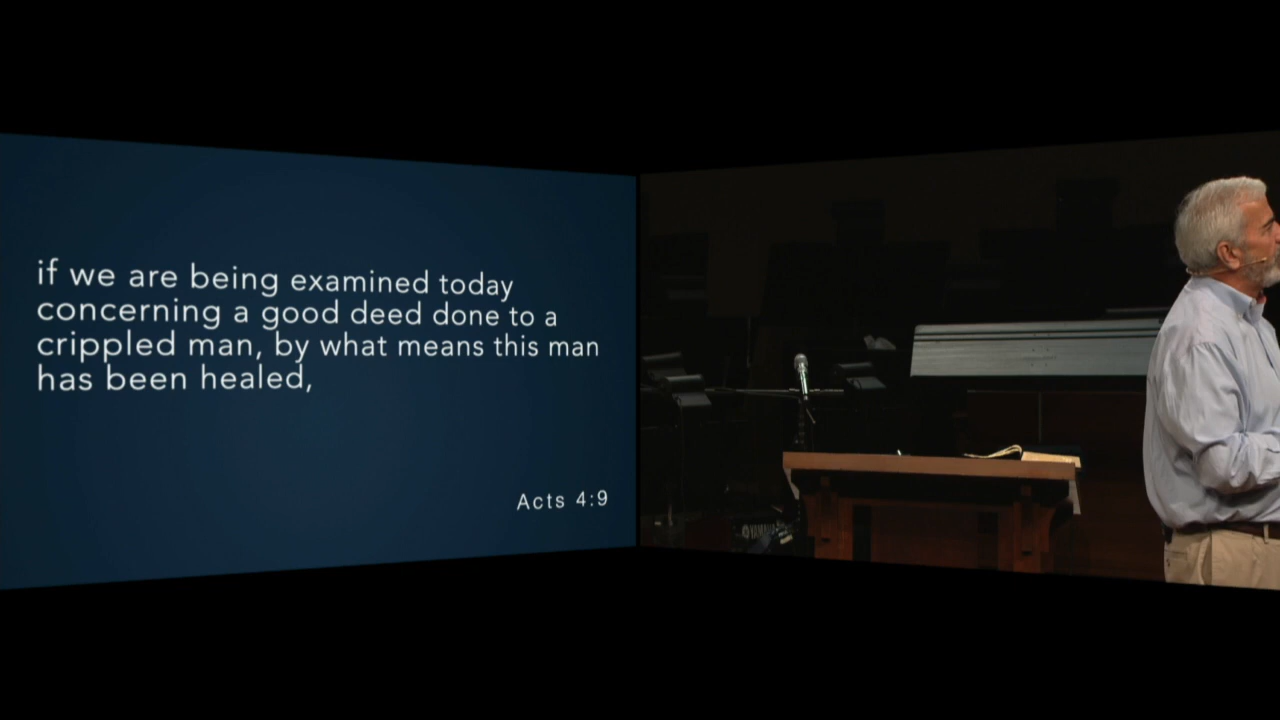 if we are being examined today
concerning a good deed done to a
crippled man, by what means this man
has been healed,
Acts 4:9
YAMAHA